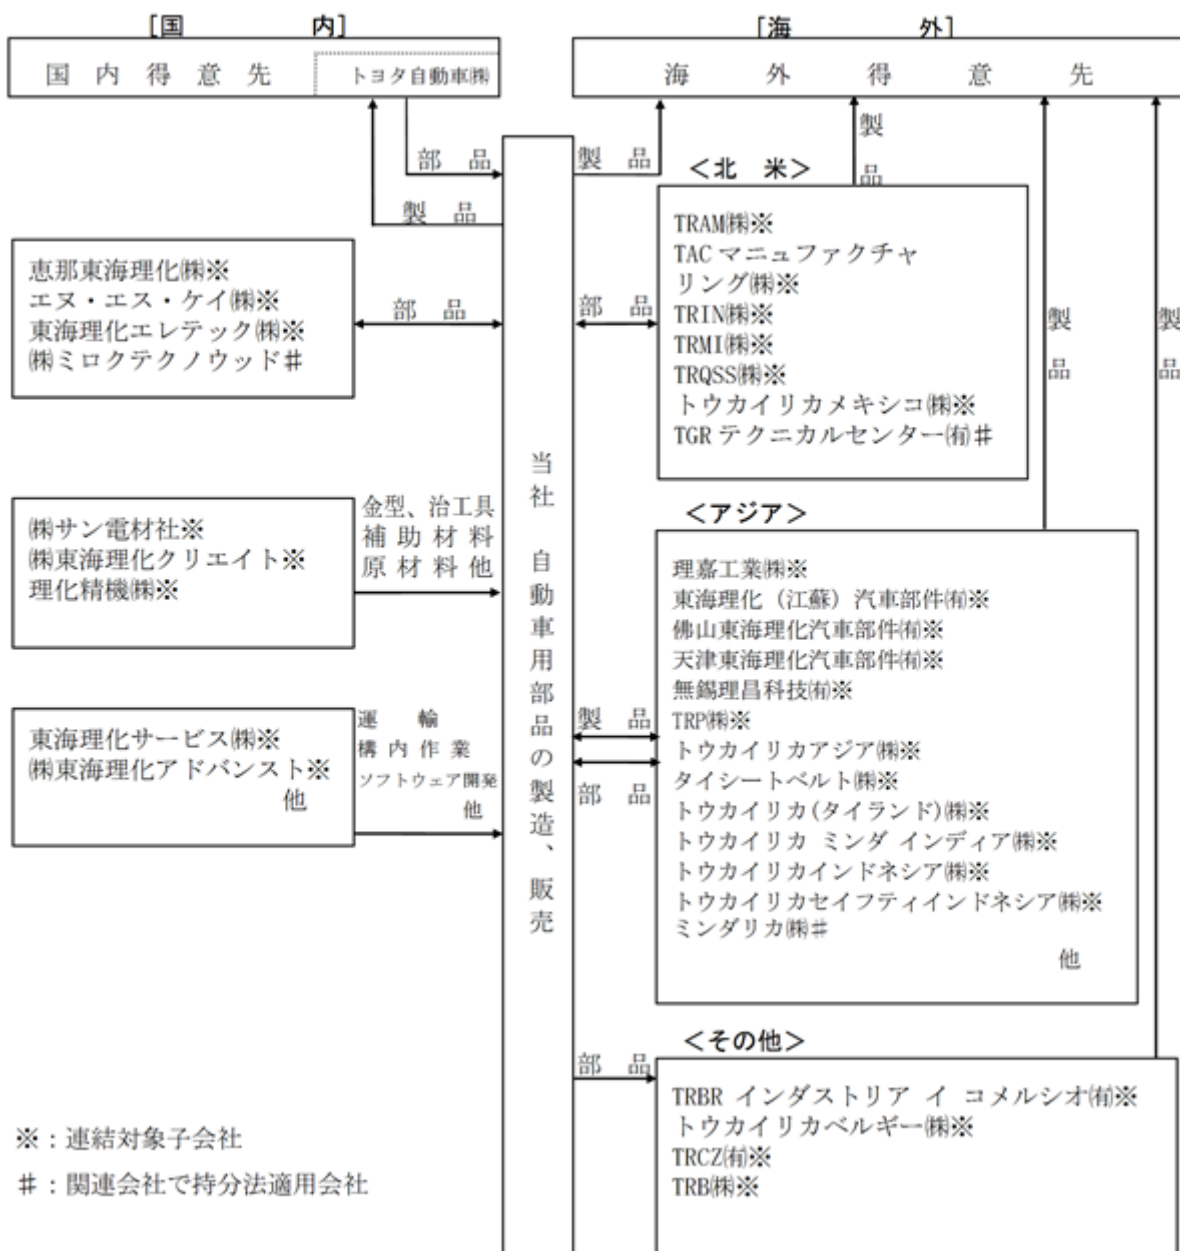 [国 内]
国内得意先
トヨタ自動車㈱
部品
製品
恵那東海理化㈱※
エヌ・エス・ケイ㈱※
東海理化エレテック㈱※
㈱ミロクテクノウッド＃
部品
㈱サン電材社※
㈱東海理化クリエイト※
理化精機㈱※
金型、治工具
補助材料
原材料他
東海理化サービス㈱※
㈱東海理化アドバンスト※
他
運輸
構内作業
ソフトウェア開発
他
当社 自動車用部品の製造、販売
[海 外]
海外得意先
製品
製品
製品
製品
＜北 米＞
TRAM㈱※
TACマニュファクチャ
リング㈱※
TRIN㈱※
TRMI㈱※
TRQSS㈱※
トウカイリカメキシコ㈱※
TGRテクニカルセンター㈲＃
部品
＜アジア＞
理嘉工業㈱※
東海理化（江蘇）汽車部件㈲※
佛山東海理化汽車部件㈲※
天津東海理化汽車部件㈲※
無錫理昌科技㈲※
TRP㈱※
トウカイリカアジア㈱※
タイシートベルト㈱※
トウカイリカ(タイランド)㈱※
トウカイリカ ミンダ インディア㈱※
トウカイリカインドネシア㈱※
トウカイリカセイフティインドネシア㈱※
ミンダリカ㈱＃
他
製品
部品
＜その他＞
TRBR インダストリア イ コメルシオ㈲※
トウカイリカベルギー㈱※
TRCZ㈲※
TRB㈱※
部品
※：連結対象子会社
＃：関連会社で持分法適用会社